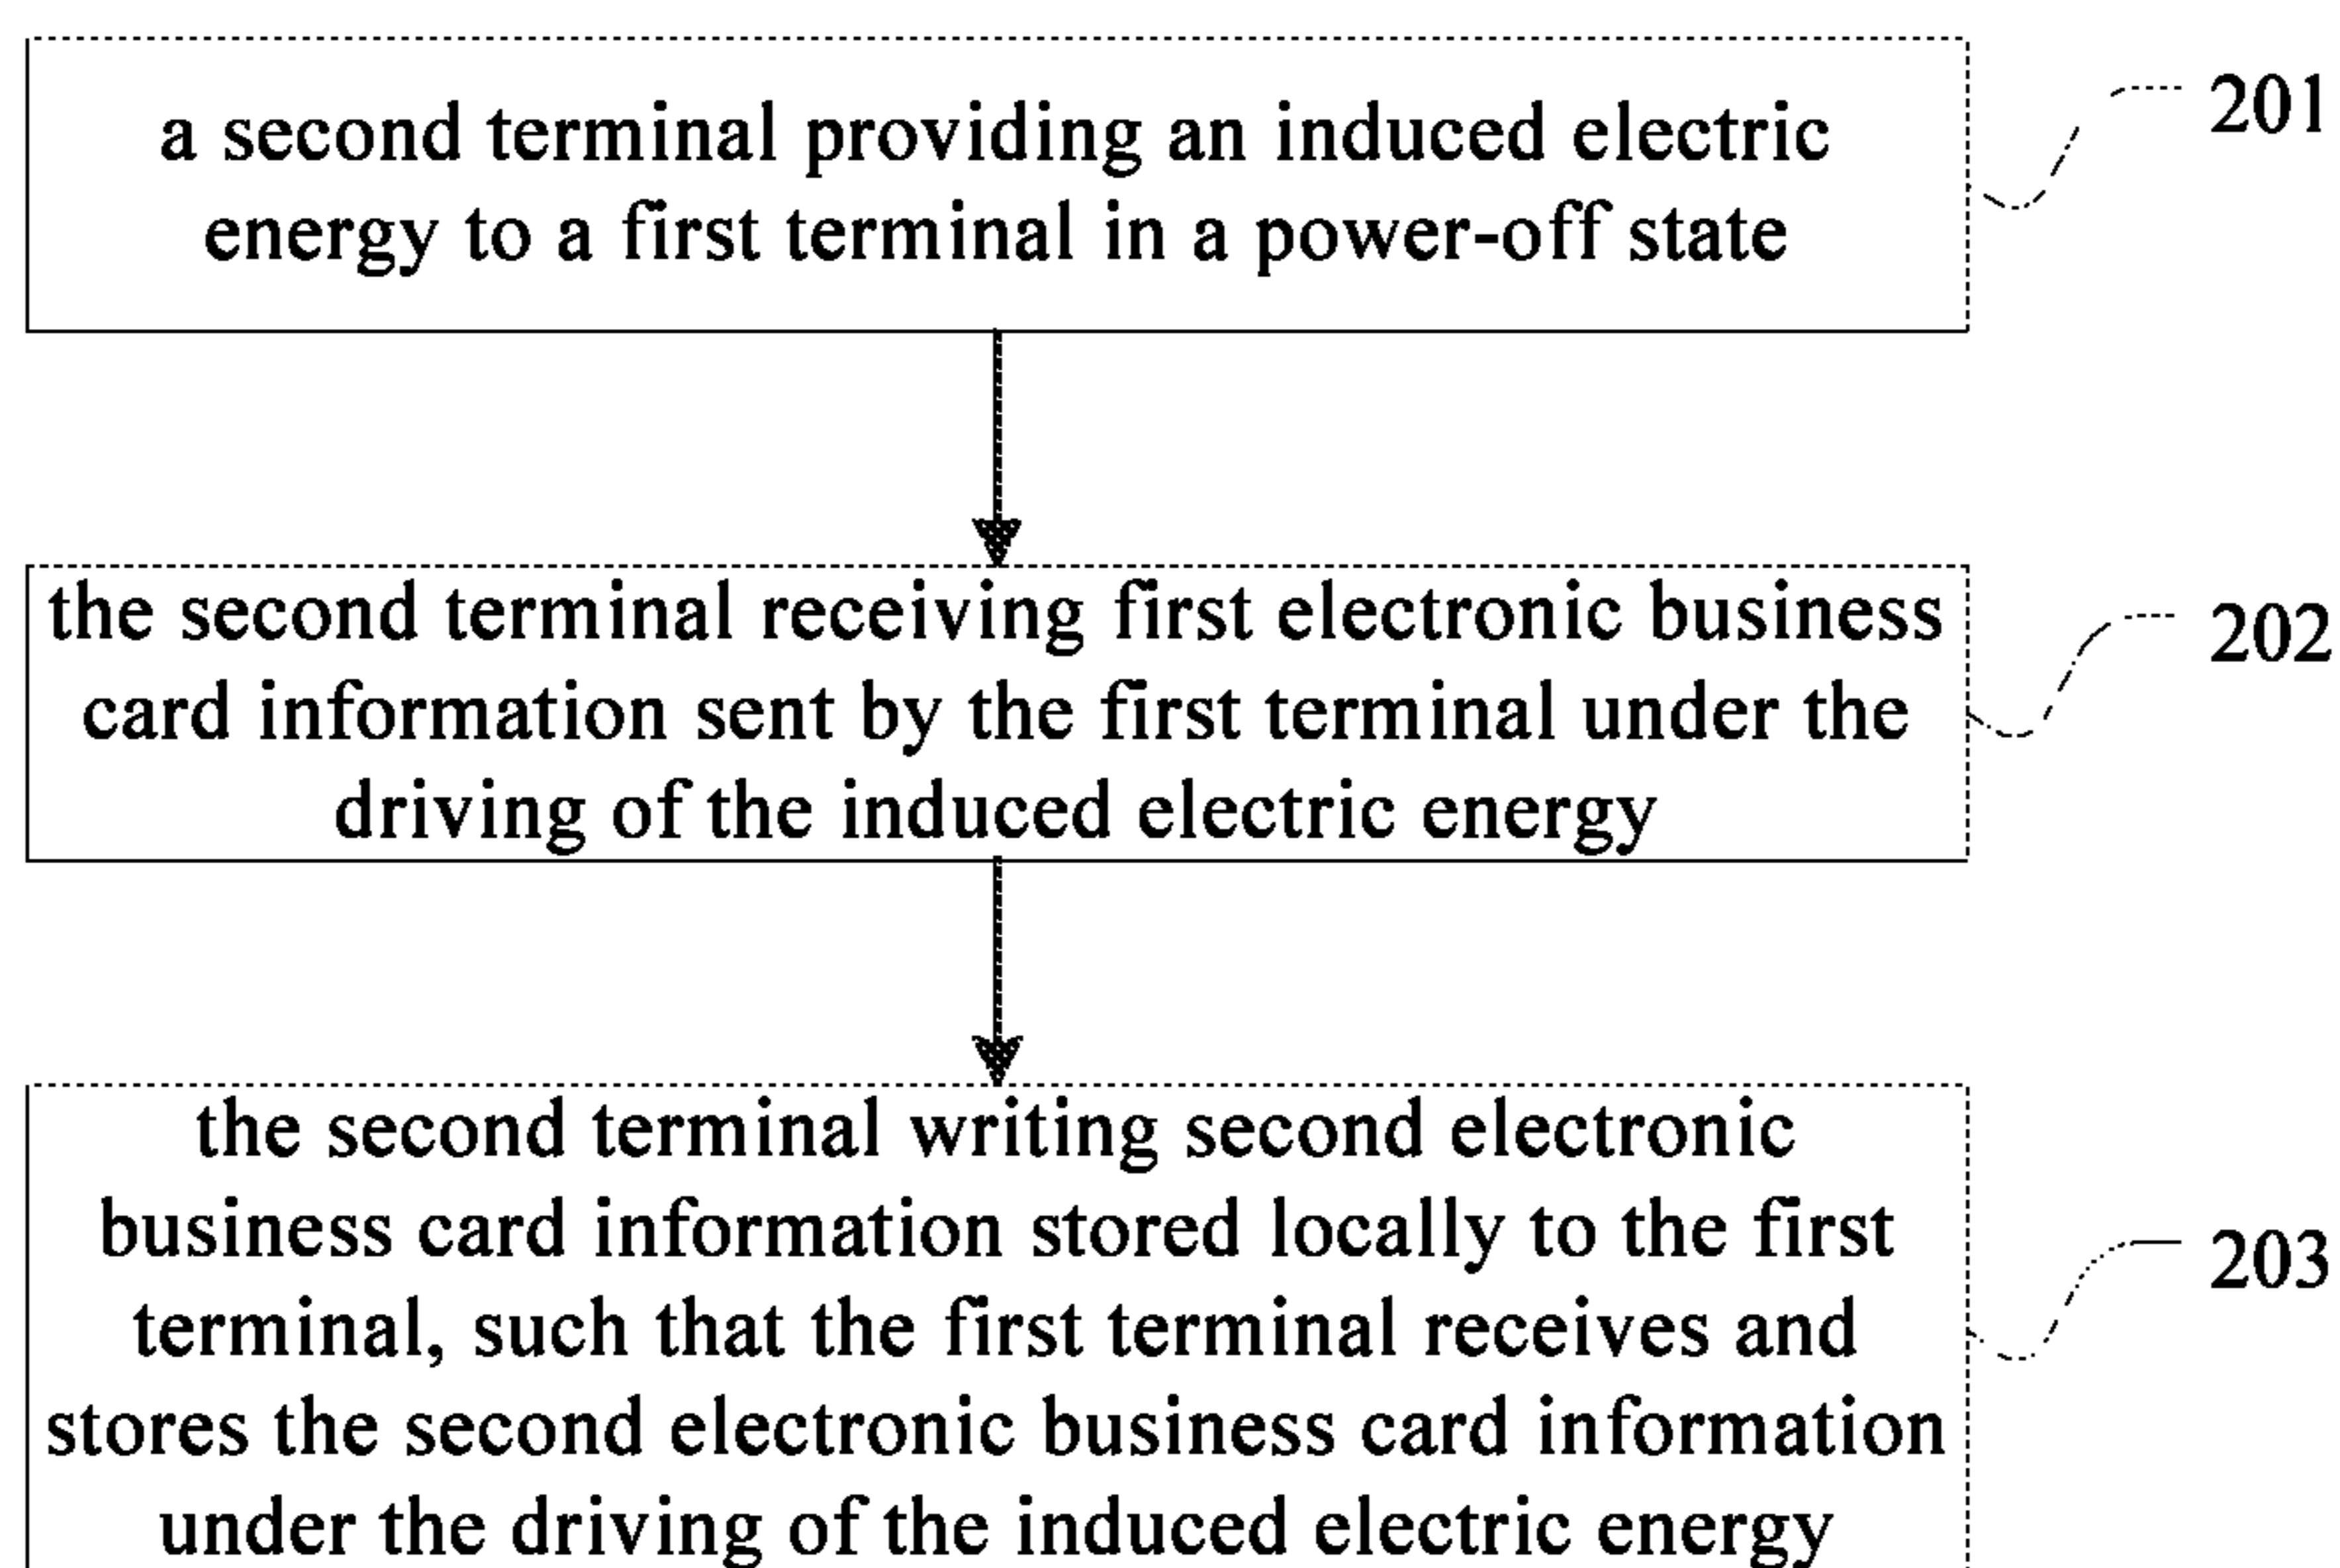 a second terminal providing an induced electric
energy to a first terminal in a power-off state
201
the second terminal receiving first electronic business
card information sent by the first terminal under the
driving of the induced electric energy
202
the second terminal writing second electronic
business card information stored locally to the first
terminal, such that the first terminal receives and
stores the second electronic business card information
under the driving of the induced electric energy
203